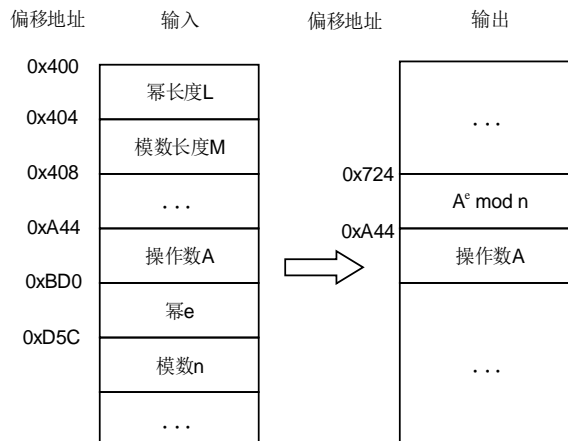 偏移地址 输入 偏移地址 输出
0x400
幂长度L
0x404
模数长度M
0x408
...
0xA44
操作数A
0xBD0
幂e
0xD5C
模数n
...
...
0x724
Aᵉ mod n
0xA44
操作数A
...